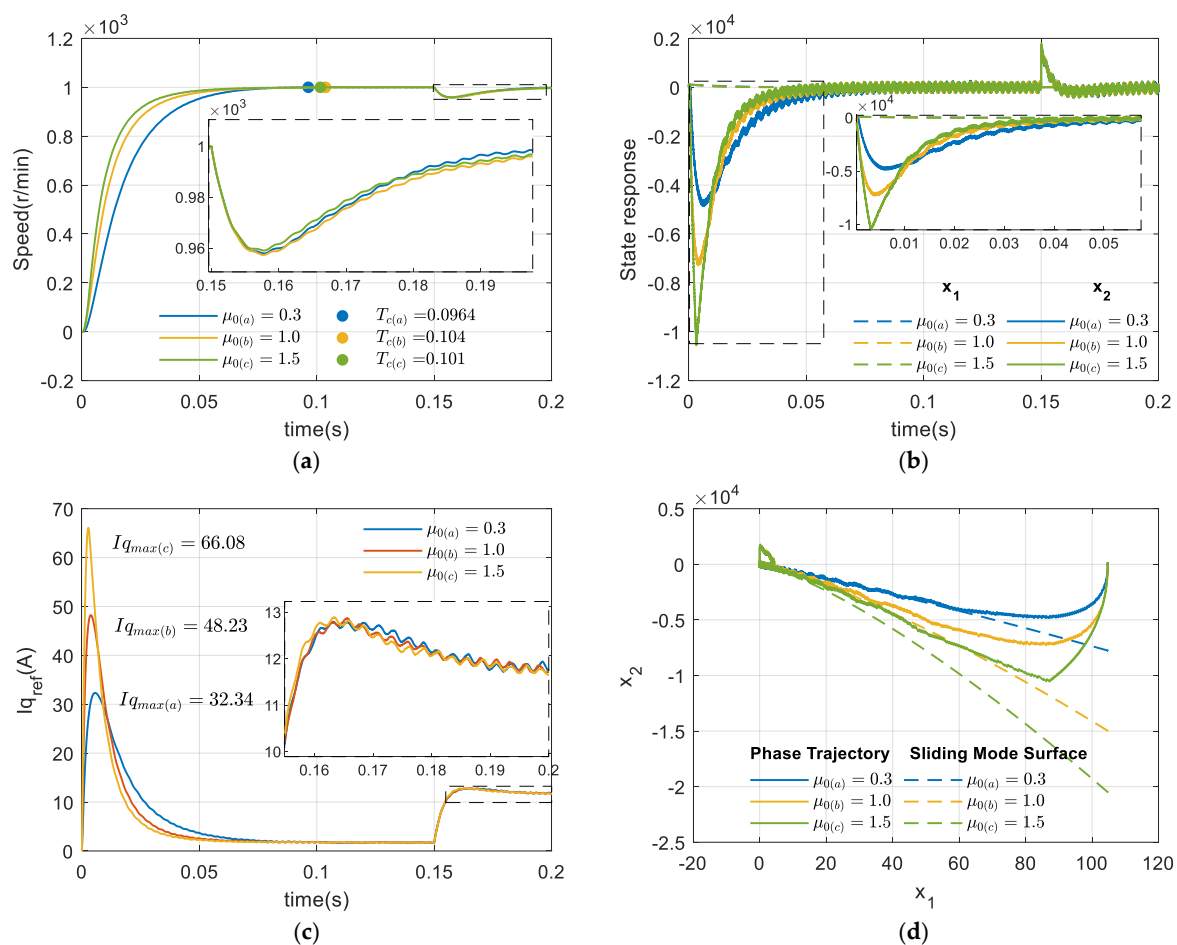 ×10³
1.2
1
0.8
0.6
0.4
0.2
0
-0.2
0 0.05 0.1 0.15 0.2
Speed(r/min)
time(s)
×10³
1
0.98
0.96
0.15 0.16 0.17 0.18 0.19
μ0(a) = 0.3 Tc(a)=0.0964
μ0(b) = 1.0 Tc(b)=0.104
μ0(c) = 1.5 Tc(c)=0.101
(a)
×10⁴
0.2
0
-0.2
-0.4
-0.6
-0.8
-1
-1.2
0 0.05 0.1 0.15 0.2
State response
time(s)
×10⁴
0
-0.5
-1
0.01 0.02 0.03 0.04 0.05
x1 x2
μ0(a) = 0.3 μ0(a) = 0.3
μ0(b) = 1.0 μ0(b) = 1.0
μ0(c) = 1.5 μ0(c) = 1.5
(b)
70
60
50
40
30
20
10
0
0 0.05 0.1 0.15 0.2
Iqref(A)
time(s)
Iqmax(c) = 66.08
Iqmax(b) = 48.23
Iqmax(a) = 32.34
μ0(a) = 0.3
μ0(b) = 1.0
μ0(c) = 1.5
13
12
11
10
0.16 0.17 0.18 0.19 0.2
(c)
×10⁴
0.5
0
-0.5
-1
-1.5
-2
-2.5
-20 0 20 40 60 80 100 120
x2
x1
Phase Trajectory Sliding Mode Surface
μ0(a) = 0.3 μ0(a) = 0.3
μ0(b) = 1.0 μ0(b) = 1.0
μ0(c) = 1.5 μ0(c) = 1.5
(d)